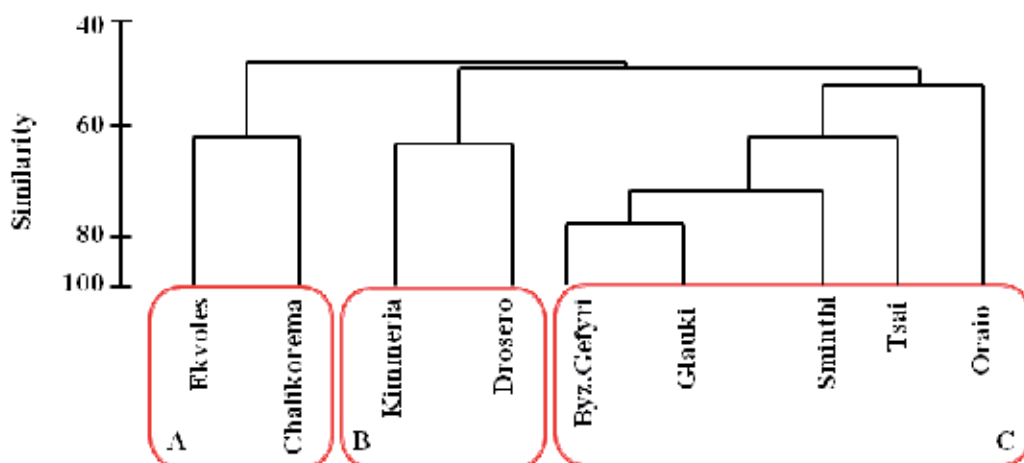 40
60
80
100
Similarity
Ekvoles
Chalikorema
Kimmeria
Drosero
Byz.Gefyri
Glauki
Sminthi
Tsai
Oraio
A
B
C